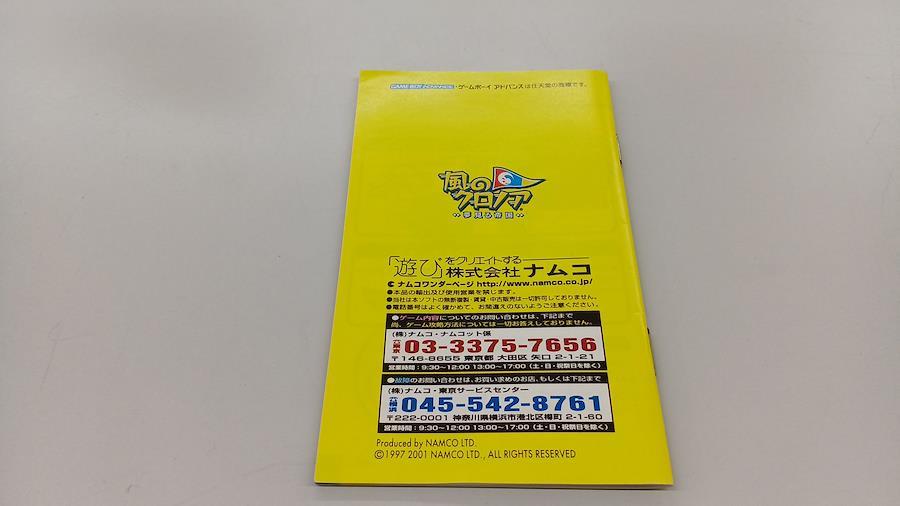 GAME BOY ADVANCE・ゲームボーイ アドバンスは任天堂の商標です。
風の
クロノア
夢見る帝国
「遊び」をクリエイトする
株式会社 ナムコ
ナムコワンダーページ http://www.namco.co.jp/
●本品の輸出及び使用営業を禁じます。
●当社は本ソフトの無断複製・賃貸・中古販売は一切許可しておりません。
●電話番号はよく確かめて、お間違えのないようご注意ください。
●ゲーム内容についてのお問い合わせは、下記まで
尚、ゲーム攻略方法については一切お答えしておりません。
(株)ナムコ・ナムコット係
東京 03-3375-7656
〒146-8655 東京都 大田区 矢口 2-1-21
営業時間：9:30〜12:00 13:00〜17:00（土・日・祝祭日を除く）
●故障のお問い合わせは、お買い求めのお店、もしくは下記まで
(株)ナムコ・東京サービスセンター
横浜 045-542-8761
〒222-0001 神奈川県横浜市港北区樽町 2-1-60
営業時間：9:30〜12:00 13:00〜17:00（土・日・祝祭日を除く）
Produced by NAMCO LTD.
©1997 2001 NAMCO LTD., ALL RIGHTS RESERVED